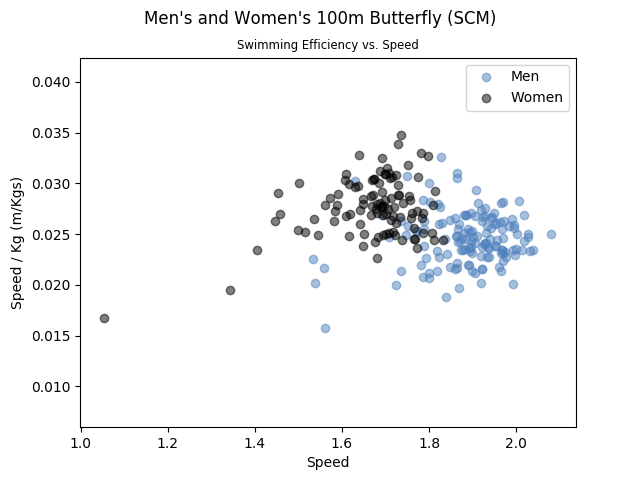 Men's and Women's 100m Butterfly (SCM)
Swimming Efficiency vs. Speed
Men
Women
0.040
0.035
0.030
0.025
0.020
0.015
0.010
Speed / Kg (m/Kgs)
1.0 1.2 1.4 1.6 1.8 2.0
Speed